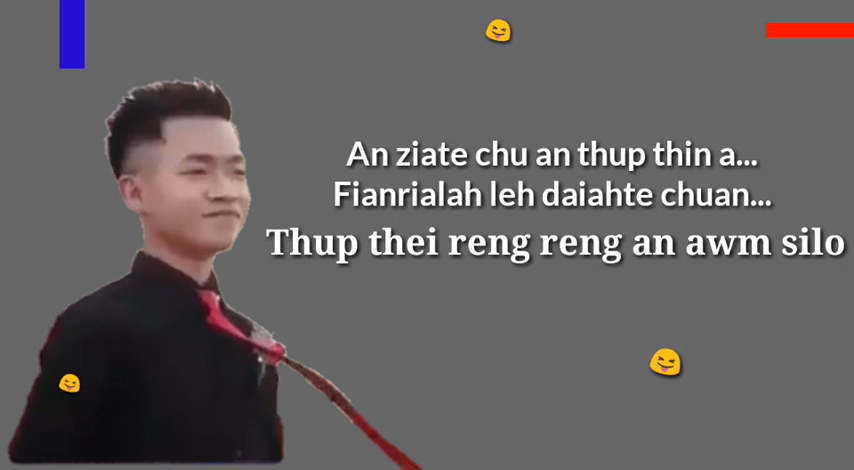 An ziate chu an thup thin a...
Fianrialah leh daiahte chuan...
Thup thei reng reng an awm silo